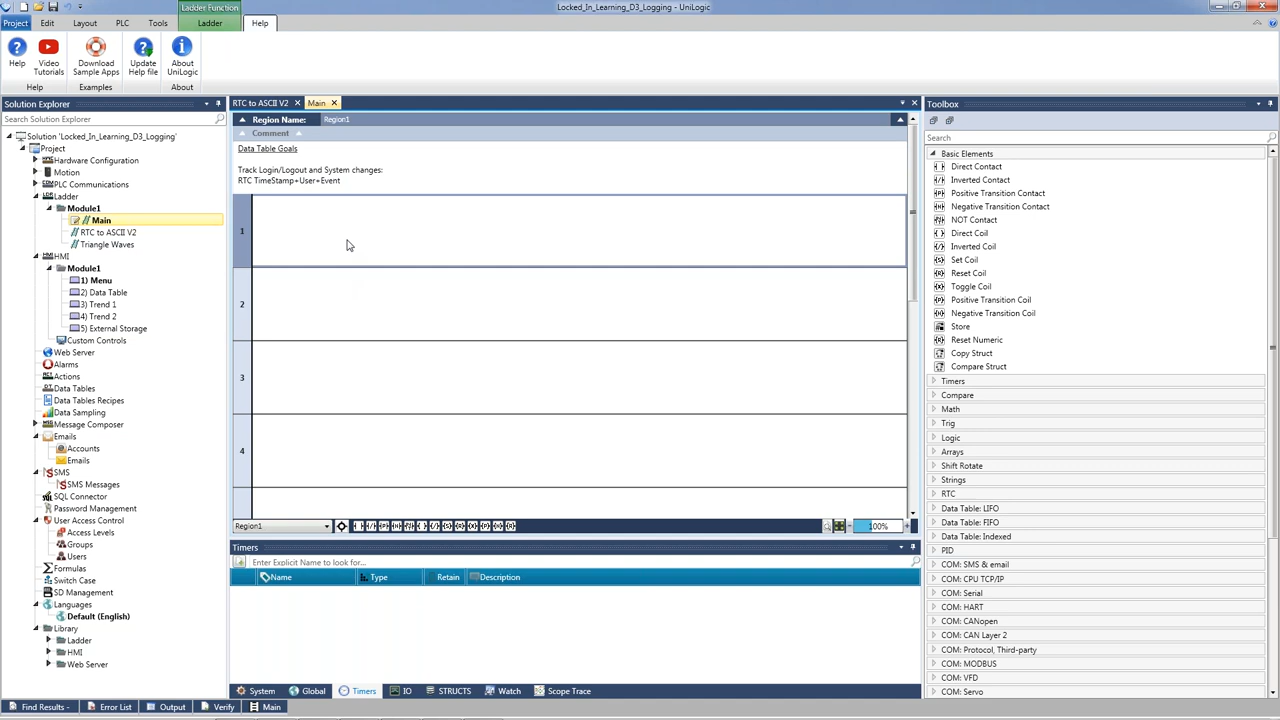 Locked_In_Learning_D3_Logging - UniLogic
Ladder Function
Project Edit Layout PLC Tools Ladder Help
Help Video Tutorials Download Sample Apps Update Help file About UniLogic
Help Examples About
Solution Explorer
Search Solution Explorer
Solution 'Locked_In_Learning_D3_Logging'
Project
Hardware Configuration
Motion
PLC Communications
Ladder
Module1
Main
RTC to ASCII V2
Triangle Waves
HMI
Module1
1) Menu
2) Data Table
3) Trend 1
4) Trend 2
5) External Storage
Custom Controls
Web Server
Alarms
Actions
Data Tables
Data Tables Recipes
Data Sampling
Message Composer
Emails
Accounts
Emails
SMS
SMS Messages
SQL Connector
Password Management
User Access Control
Access Levels
Groups
Users
Formulas
Switch Case
SD Management
Languages
Default (English)
Library
Ladder
HMI
Web Server
RTC to ASCII V2 Main
Region Name: Region1
Comment
Data Table Goals
Track Login/Logout and System changes:
RTC TimeStamp+User+Event
1
2
3
4
Region1 100%
Timers
Enter Explicit Name to look for...
Name Type Retain Description
System Global Timers IO STRUCTS Watch Scope Trace
Toolbox
Search
Basic Elements
Direct Contact
Inverted Contact
Positive Transition Contact
Negative Transition Contact
NOT Contact
Direct Coil
Inverted Coil
Set Coil
Reset Coil
Toggle Coil
Positive Transition Coil
Negative Transition Coil
Store
Reset Numeric
Copy Struct
Compare Struct
Timers
Compare
Math
Trig
Logic
Arrays
Shift Rotate
Strings
RTC
Data Table: LIFO
Data Table: FIFO
Data Table: Indexed
PID
COM: SMS & email
COM: CPU TCP/IP
COM: Serial
COM: HART
COM: CANopen
COM: CAN Layer 2
COM: Protocol, Third-party
COM: MODBUS
COM: VFD
COM: Servo
Find Results - Error List Output Verify Main